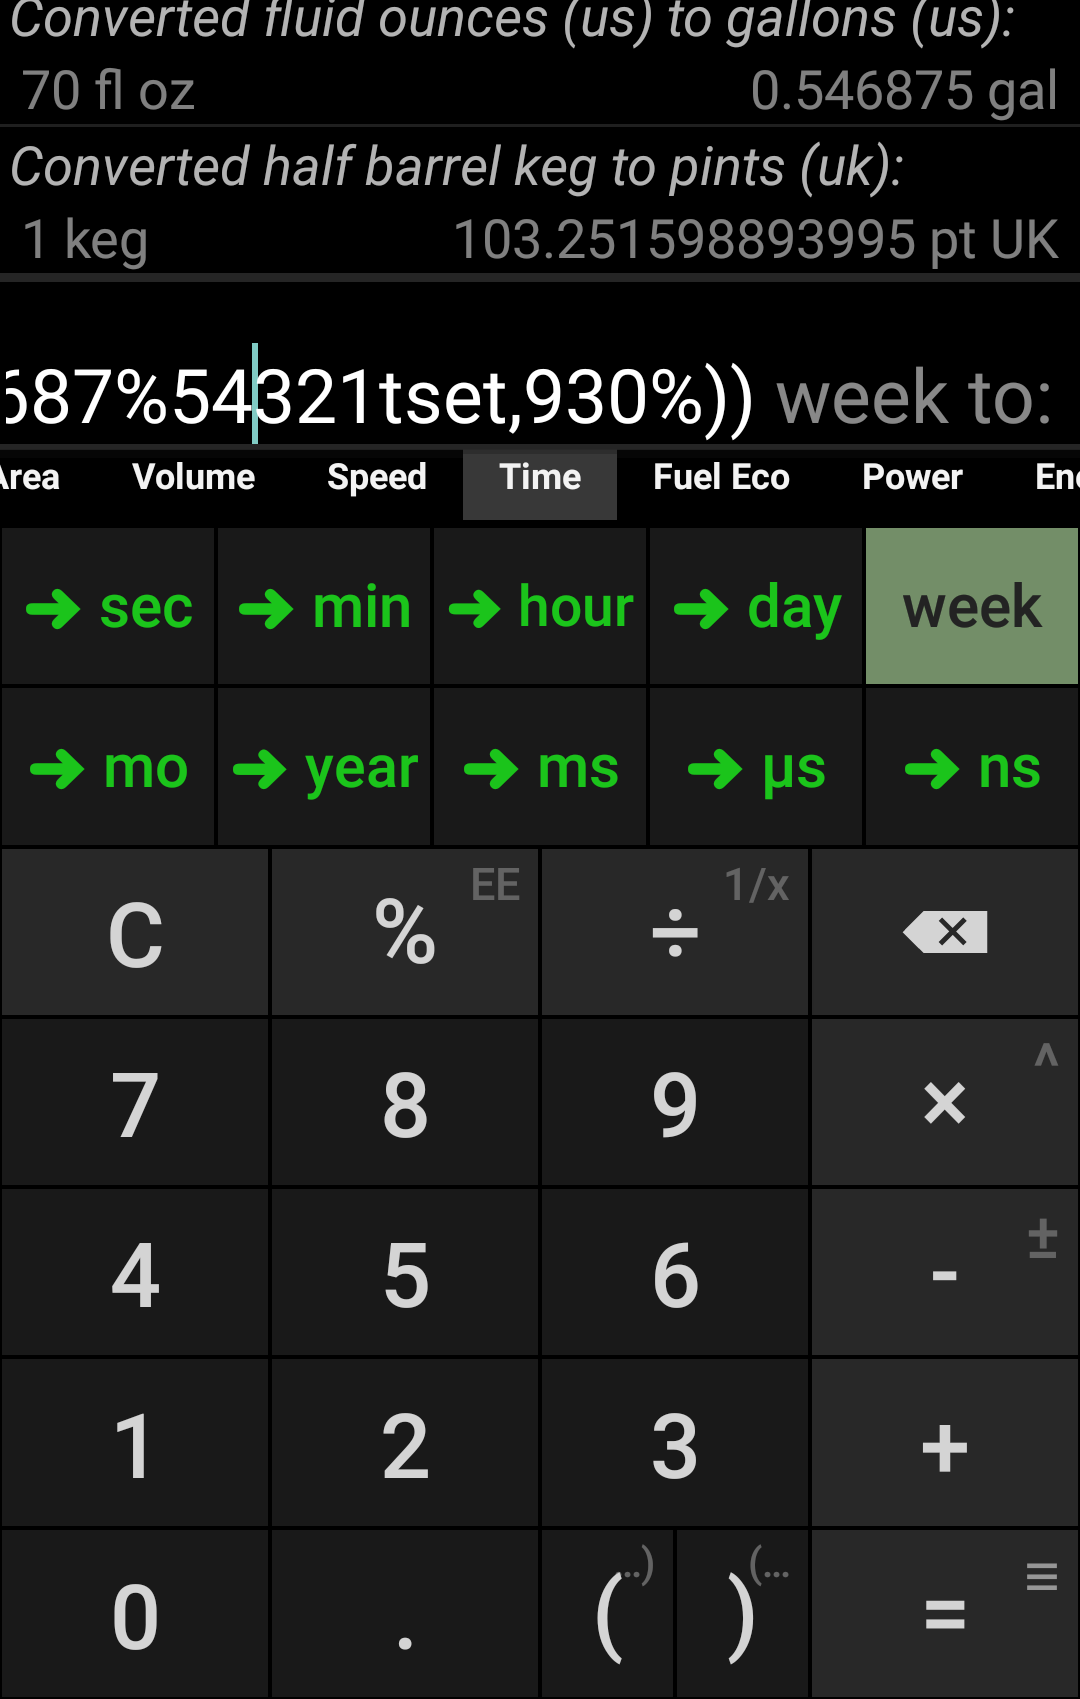 Converted fluid ounces (us) to gallons (us):
70 fl oz 0.546875 gal
Converted half barrel keg to pints (uk):
1 keg 103.251598893995 pt UK
687%54321tset,930%)) week to:
Area Volume Speed Time Fuel Eco Power
➔ sec ➔ min ➔ hour ➔ day week
➔ mo ➔ year ➔ ms ➔ µs ➔ ns
C % EE ÷ 1/x
7 8 9 × ^
4 5 6 - ±
1 2 3 +
0 . ( ..) ) (... = ≡